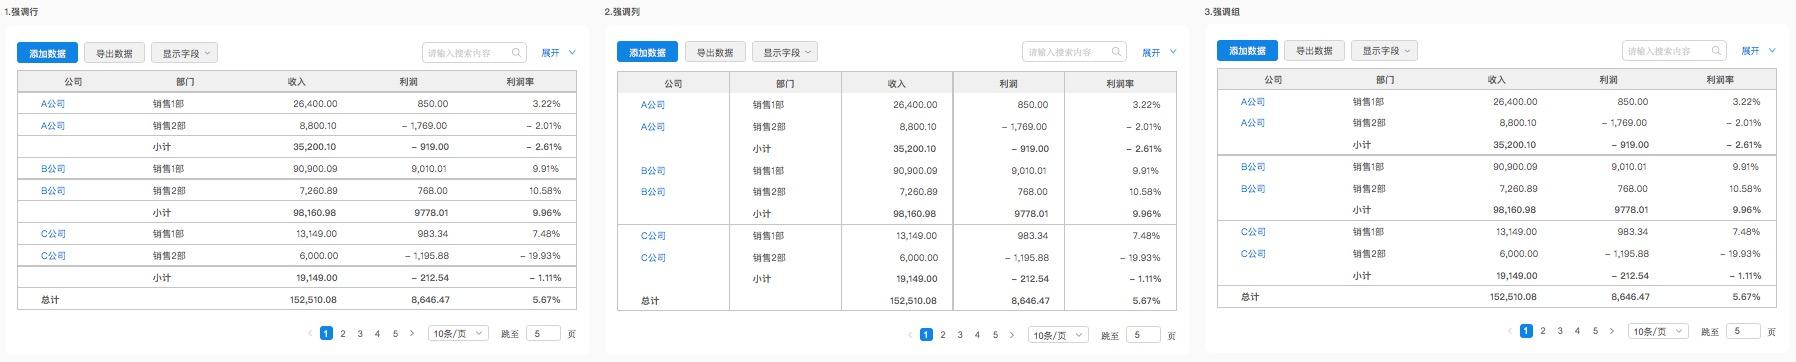 1.强调行
添加数据 导出数据 显示字段 请输入搜索内容 展开
公司 部门 收入 利润 利润率
A公司 销售1部 26,400.00 850.00 3.22%
A公司 销售2部 8,800.10 – 1,769.00 – 2.01%
小计 35,200.10 – 919.00 – 2.61%
B公司 销售1部 90,900.09 9,010.01 9.91%
B公司 销售2部 7,260.89 768.00 10.58%
小计 98,160.98 9778.01 9.96%
C公司 销售1部 13,149.00 983.34 7.48%
C公司 销售2部 6,000.00 – 1,195.88 – 19.93%
小计 19,149.00 – 212.54 – 1.11%
总计 152,510.08 8,646.47 5.67%
< 1 2 3 4 5 > 10条/页 跳至 5 页
2.强调列
添加数据 导出数据 显示字段 请输入搜索内容 展开
公司 部门 收入 利润 利润率
A公司 销售1部 26,400.00 850.00 3.22%
A公司 销售2部 8,800.10 – 1,769.00 – 2.01%
小计 35,200.10 – 919.00 – 2.61%
B公司 销售1部 90,900.09 9,010.01 9.91%
B公司 销售2部 7,260.89 768.00 10.58%
小计 98,160.98 9778.01 9.96%
C公司 销售1部 13,149.00 983.34 7.48%
C公司 销售2部 6,000.00 – 1,195.88 – 19.93%
小计 19,149.00 – 212.54 – 1.11%
总计 152,510.08 8,646.47 5.67%
< 1 2 3 4 5 > 10条/页 跳至 5 页
3.强调组
添加数据 导出数据 显示字段 请输入搜索内容 展开
公司 部门 收入 利润 利润率
A公司 销售1部 26,400.00 850.00 3.22%
A公司 销售2部 8,800.10 – 1,769.00 – 2.01%
小计 35,200.10 – 919.00 – 2.61%
B公司 销售1部 90,900.09 9,010.01 9.91%
B公司 销售2部 7,260.89 768.00 10.58%
小计 98,160.98 9778.01 9.96%
C公司 销售1部 13,149.00 983.34 7.48%
C公司 销售2部 6,000.00 – 1,195.88 – 19.93%
小计 19,149.00 – 212.54 – 1.11%
总计 152,510.08 8,646.47 5.67%
< 1 2 3 4 5 > 10条/页 跳至 5 页